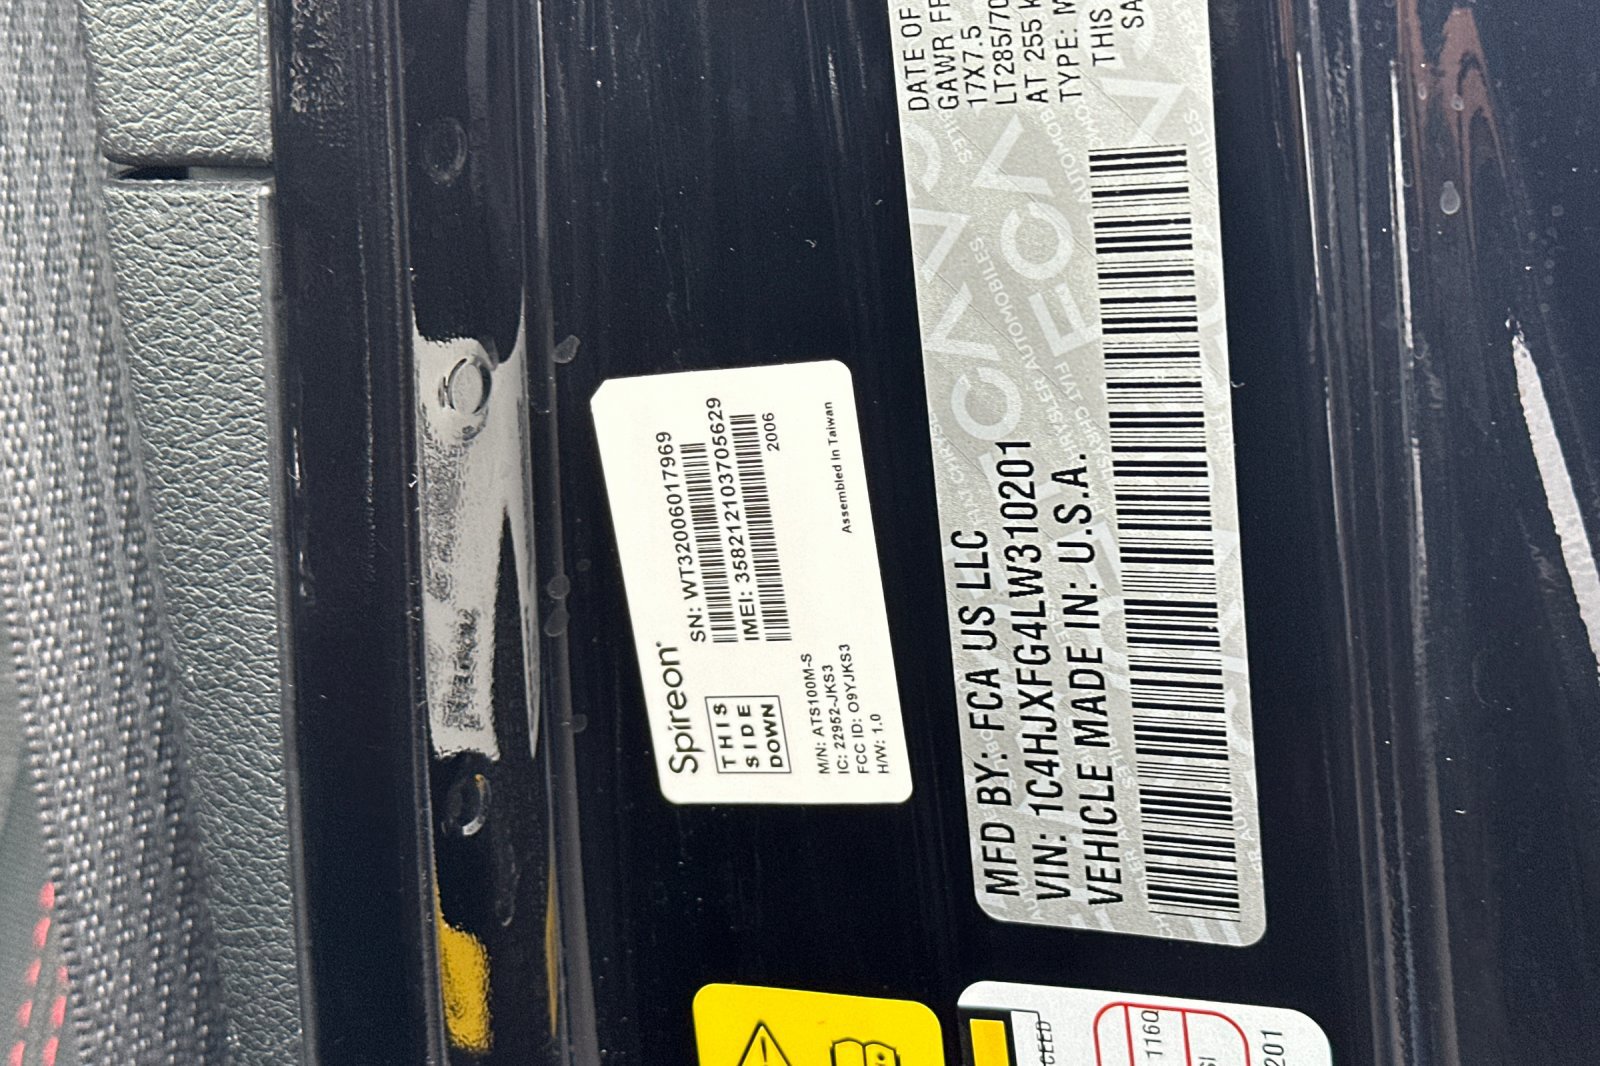 Spireon
THIS
SIDE
DOWN
SN: WT32006017969
IMEI: 358212103705629
2006
M/N: ATS100M-S
IC: 22952-JKS3
FCC ID: O9YJKS3
H/W: 1.0
Assembled In Taiwan
MFD BY: FCA US LLC
VIN: 1C4HJXFG4LW310201
VEHICLE MADE IN: U.S.A.
DATE OF
GAWR
17X7.5
LT285/70
AT 255
TYPE:
THIS
SA
CEED
116Q
201